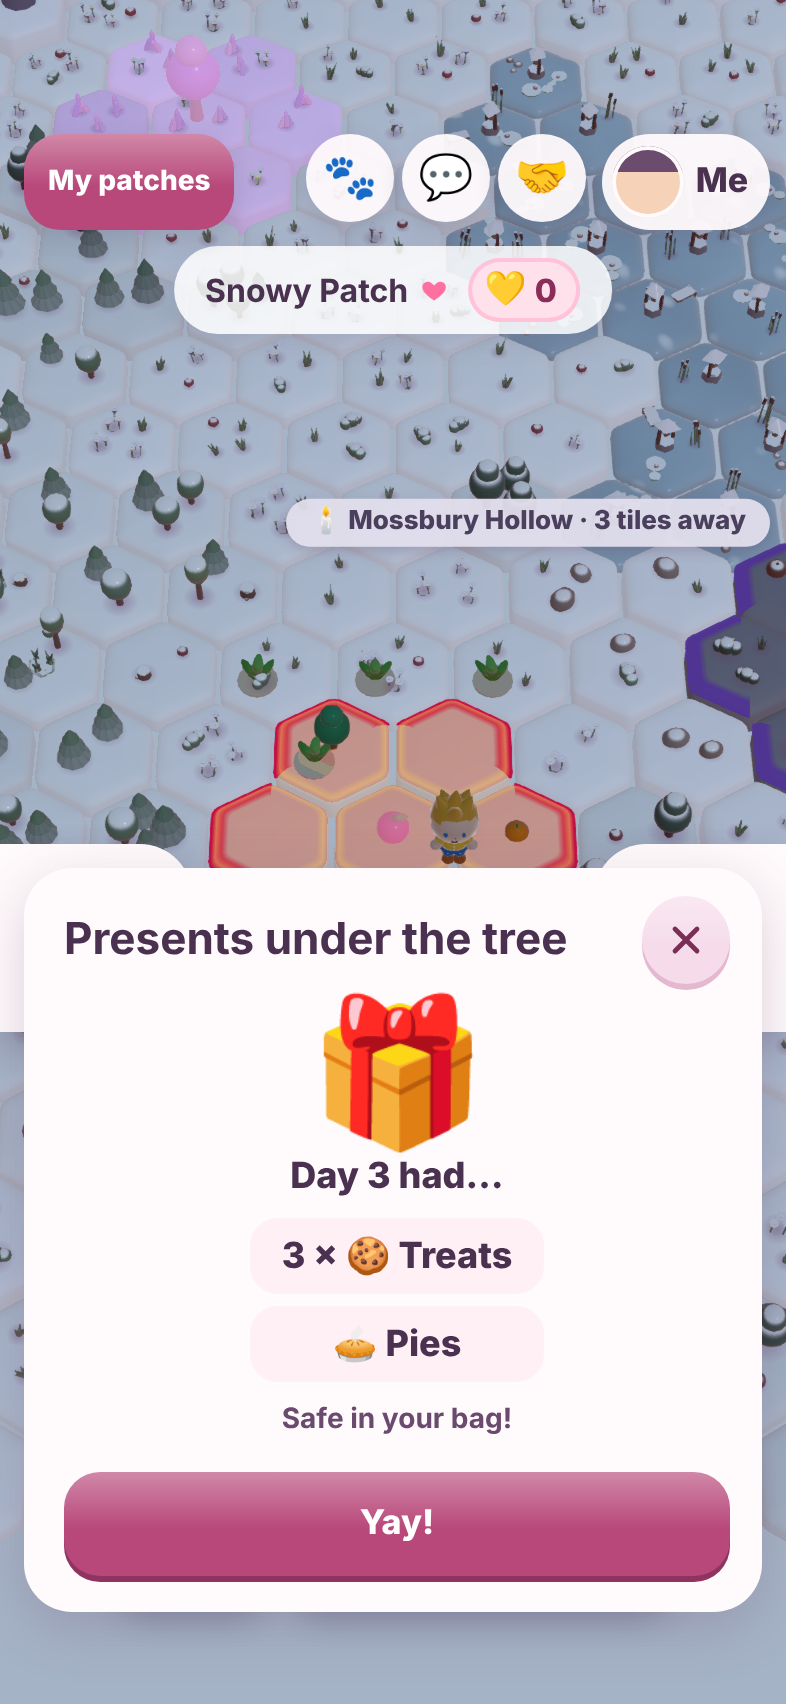 My patches
Me
Snowy Patch 💛 0
🕯️ Mossbury Hollow · 3 tiles away
Presents under the tree
Day 3 had...
3 × 🍪 Treats
🥧 Pies
Safe in your bag!
Yay!